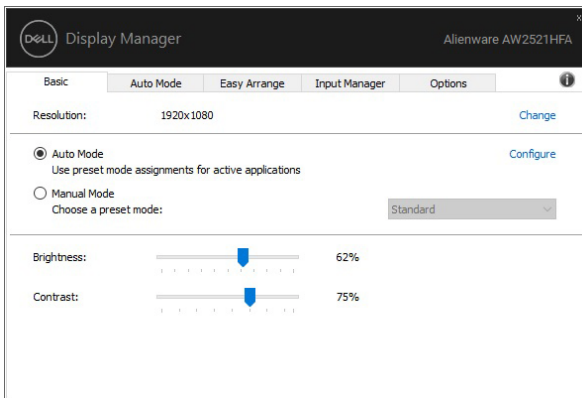 DELL Display Manager Alienware AW2521HFA
Basic Auto Mode Easy Arrange Input Manager Options
Resolution: 1920x1080 Change
Auto Mode Configure
Use preset mode assignments for active applications
Manual Mode
Choose a preset mode: Standard
Brightness: 62%
Contrast: 75%